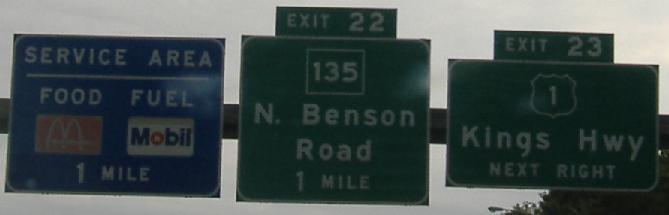 SERVICE AREA
FOOD FUEL
M Mobil
1 MILE
EXIT 22
135
N. Benson
Road
1 MILE
EXIT 23
1
Kings Hwy
NEXT RIGHT